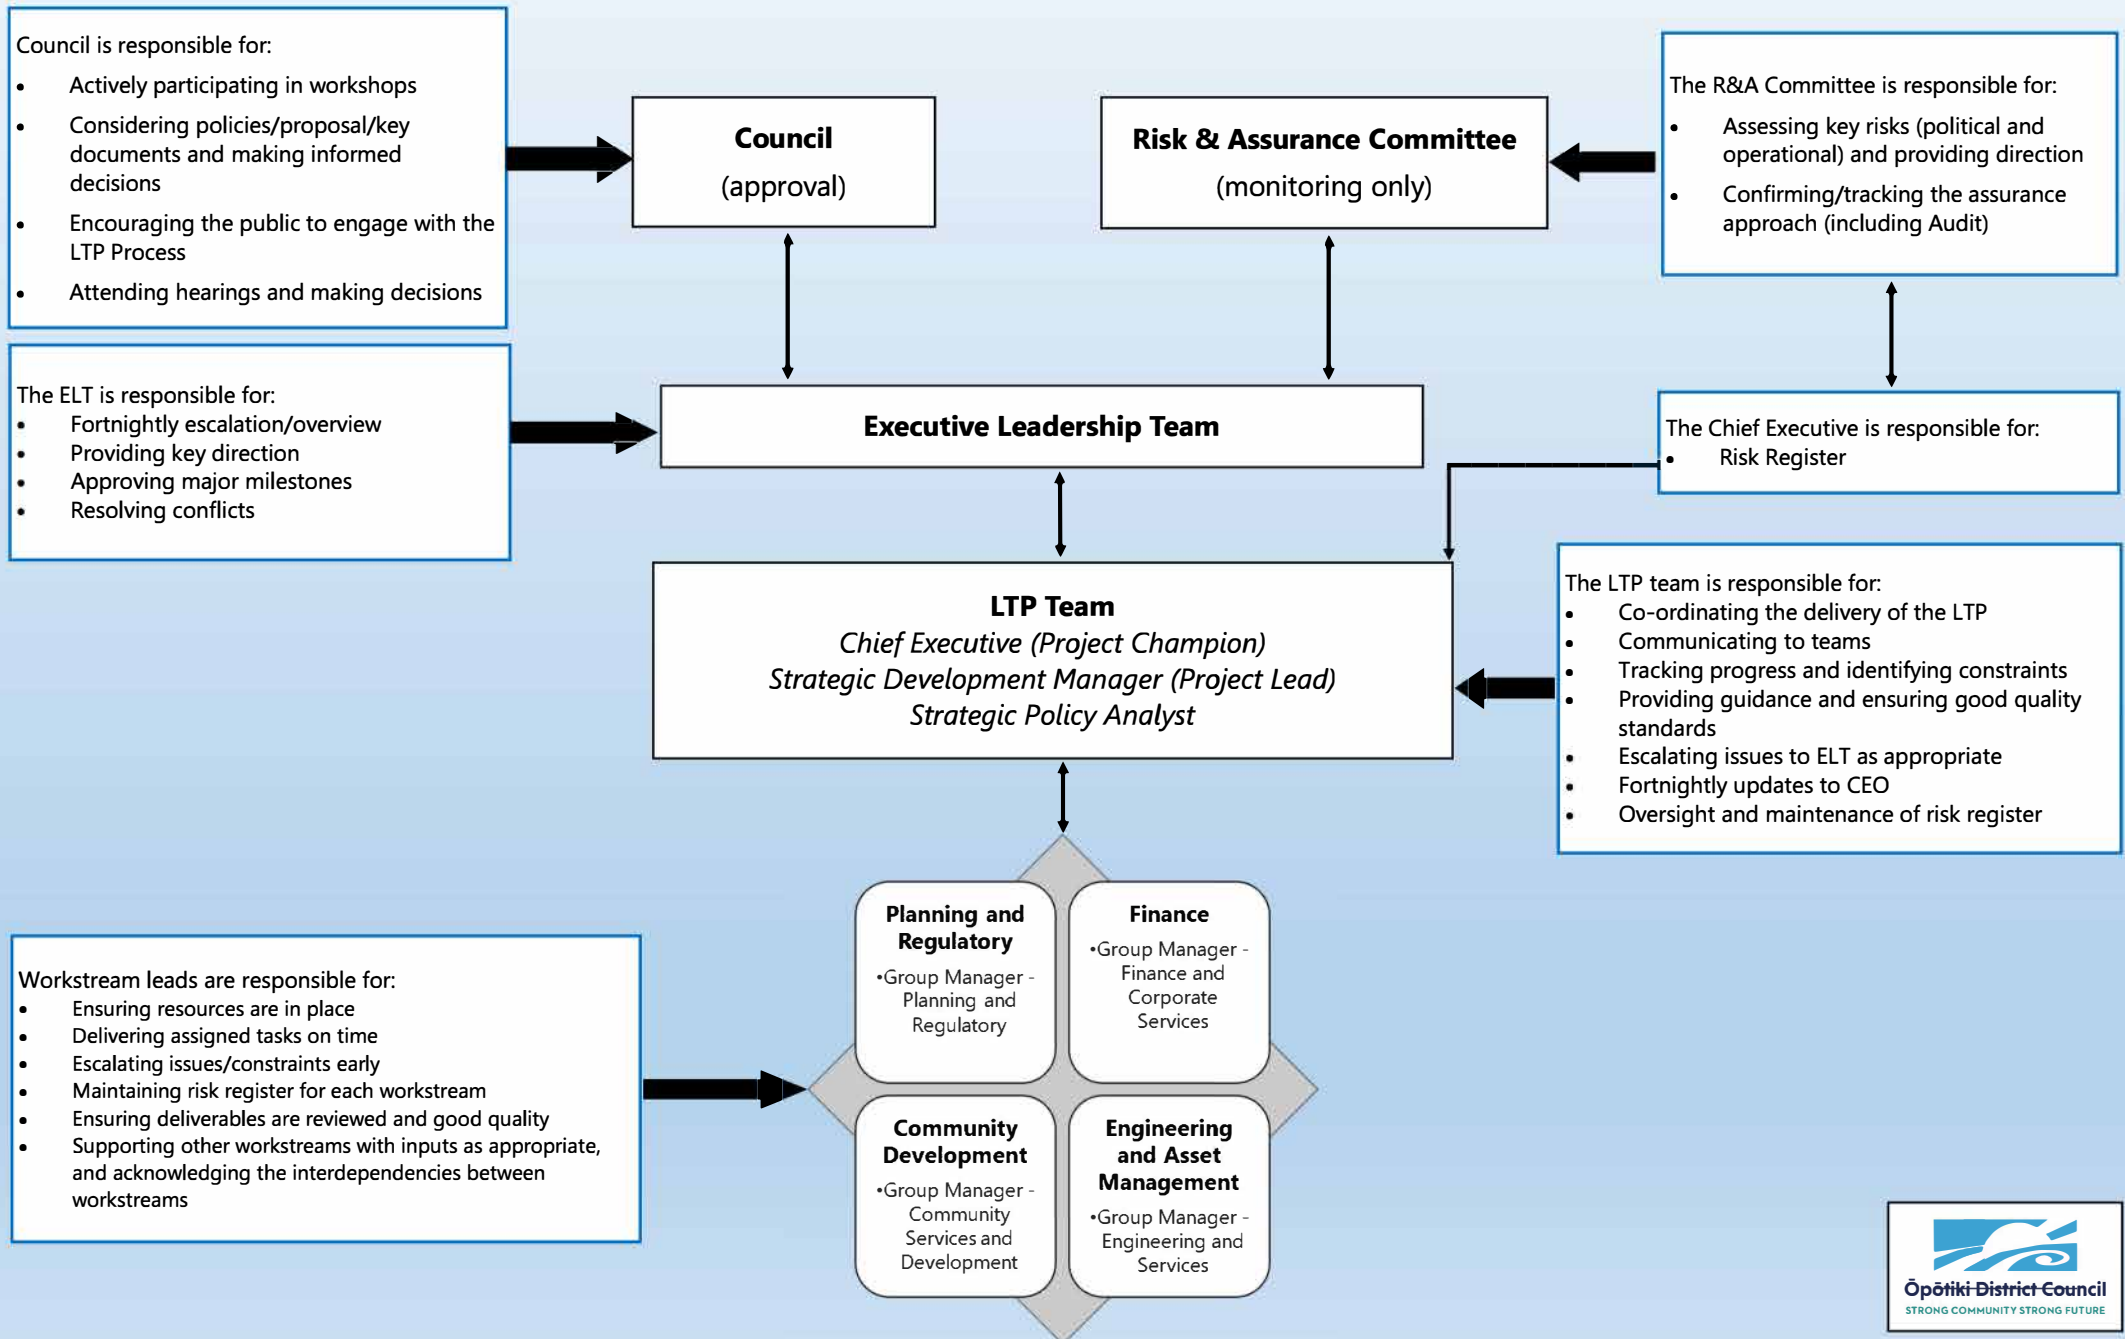 Council is responsible for:
• Actively participating in workshops
• Considering policies/proposal/key
documents and making informed
decisions
• Encouraging the public to engage with the
LTP Process
• Attending hearings and making decisions
Council
(approval)
Risk & Assurance Committee
(monitoring only)
The R&A Committee is responsible for:
• Assessing key risks (political and
operational) and providing direction
• Confirming/tracking the assurance
approach (including Audit)
The ELT is responsible for:
• Fortnightly escalation/overview
• Providing key direction
• Approving major milestones
• Resolving conflicts
Executive Leadership Team
The Chief Executive is responsible for:
• Risk Register
LTP Team
Chief Executive (Project Champion)
Strategic Development Manager (Project Lead)
Strategic Policy Analyst
The LTP team is responsible for:
• Co-ordinating the delivery of the LTP
• Communicating to teams
• Tracking progress and identifying constraints
• Providing guidance and ensuring good quality
standards
• Escalating issues to ELT as appropriate
• Fortnightly updates to CEO
• Oversight and maintenance of risk register
Workstream leads are responsible for:
• Ensuring resources are in place
• Delivering assigned tasks on time
• Escalating issues/constraints early
• Maintaining risk register for each workstream
• Ensuring deliverables are reviewed and good quality
• Supporting other workstreams with inputs as appropriate,
and acknowledging the interdependencies between
workstreams
Planning and
Regulatory
•Group Manager -
Planning and
Regulatory
Finance
•Group Manager -
Finance and
Corporate
Services
Community
Development
•Group Manager -
Community
Services and
Development
Engineering
and Asset
Management
•Group Manager -
Engineering and
Services
Ōpōtiki District Council
STRONG COMMUNITY STRONG FUTURE